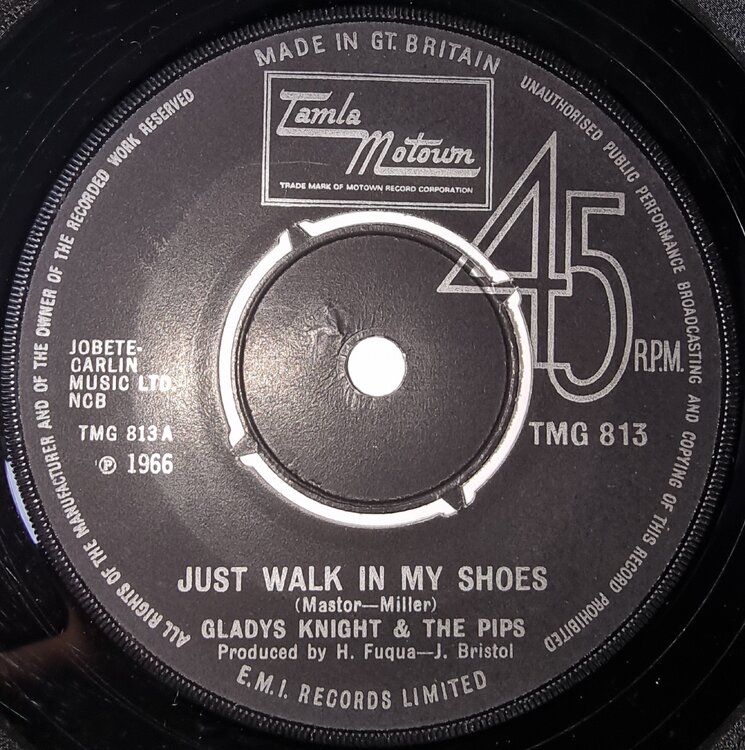 MADE IN GT. BRITAIN
UNAUTHORISED PUBLIC PERFORMANCE BROADCASTING AND COPYING OF THIS RECORD PROHIBITED
ALL RIGHTS OF THE MANUFACTURER AND OF THE OWNER OF THE RECORDED WORK RESERVED
Tamla
Motown
TRADE MARK OF MOTOWN RECORD CORPORATION
45
R.P.M.
JOBETE-
CARLIN
MUSIC LTD.
NCB
TMG 813A
℗ 1966
TMG 813
JUST WALK IN MY SHOES
(Mastor—Miller)
GLADYS KNIGHT & THE PIPS
Produced by H. Fuqua—J. Bristol
E.M.I. RECORDS LIMITED